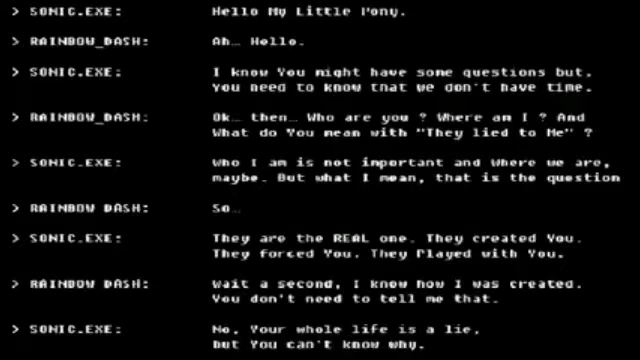 > SONIC.EXE: Hello My Little Pony.
> RAINBOW_DASH: Ah… Hello.
> SONIC.EXE: I know You might have some questions but,
You need to know that we don't have time.
> RAINBOW_DASH: Ok… then… Who are you ? Where am I ? And
What do You mean with "They lied to Me" ?
> SONIC.EXE: Who I am is not important and Where we are,
maybe. But what I mean, that is the question
> RAINBOW DASH: So…
> SONIC.EXE: They are the REAL one. They created You.
They forced You. They Played with You.
> RAINBOW DASH: Wait a second, I know how I was created.
You don't need to tell me that.
> SONIC.EXE: No, Your whole life is a lie,
but You can't know why.